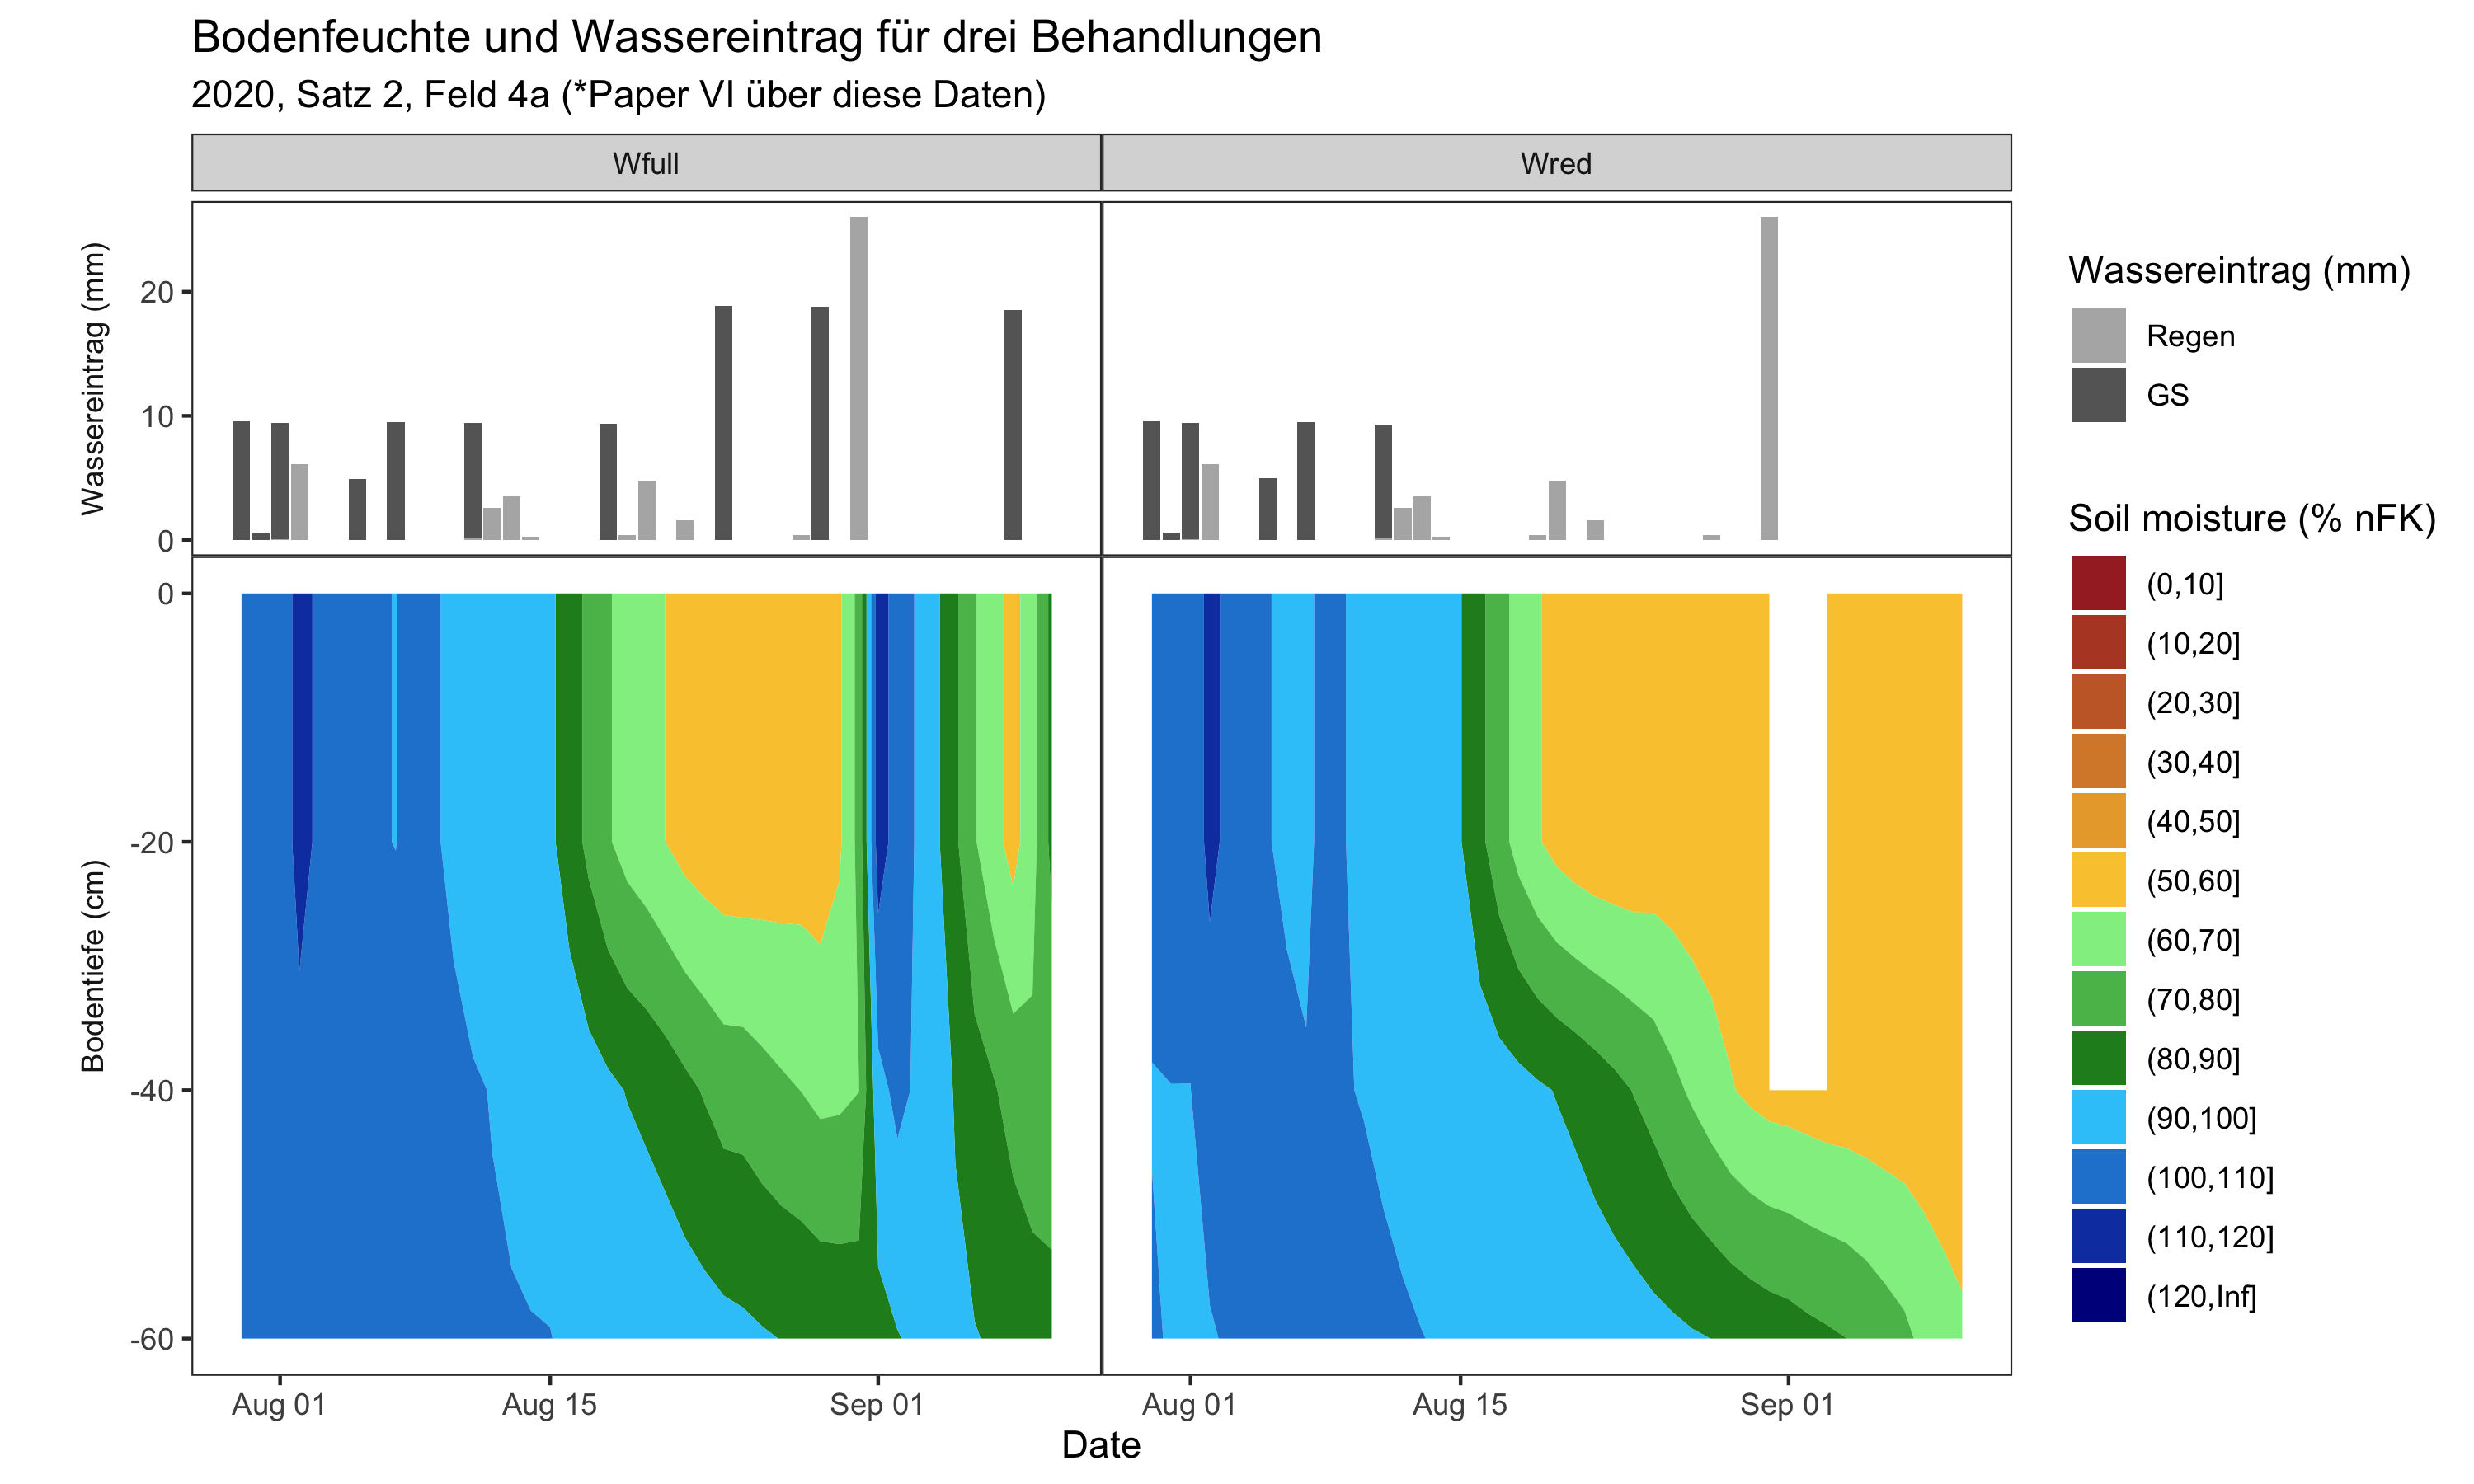 Bodenfeuchte und Wassereintrag für drei Behandlungen
2020, Satz 2, Feld 4a (*Paper VI über diese Daten)
Wfull
Wred
Wassereintrag (mm)
20
10
0
Bodentiefe (cm)
0
-20
-40
-60
Aug 01
Aug 15
Sep 01
Aug 01
Aug 15
Sep 01
Date
Wassereintrag (mm)
Regen
GS
Soil moisture (% nFK)
(0,10]
(10,20]
(20,30]
(30,40]
(40,50]
(50,60]
(60,70]
(70,80]
(80,90]
(90,100]
(100,110]
(110,120]
(120,Inf]